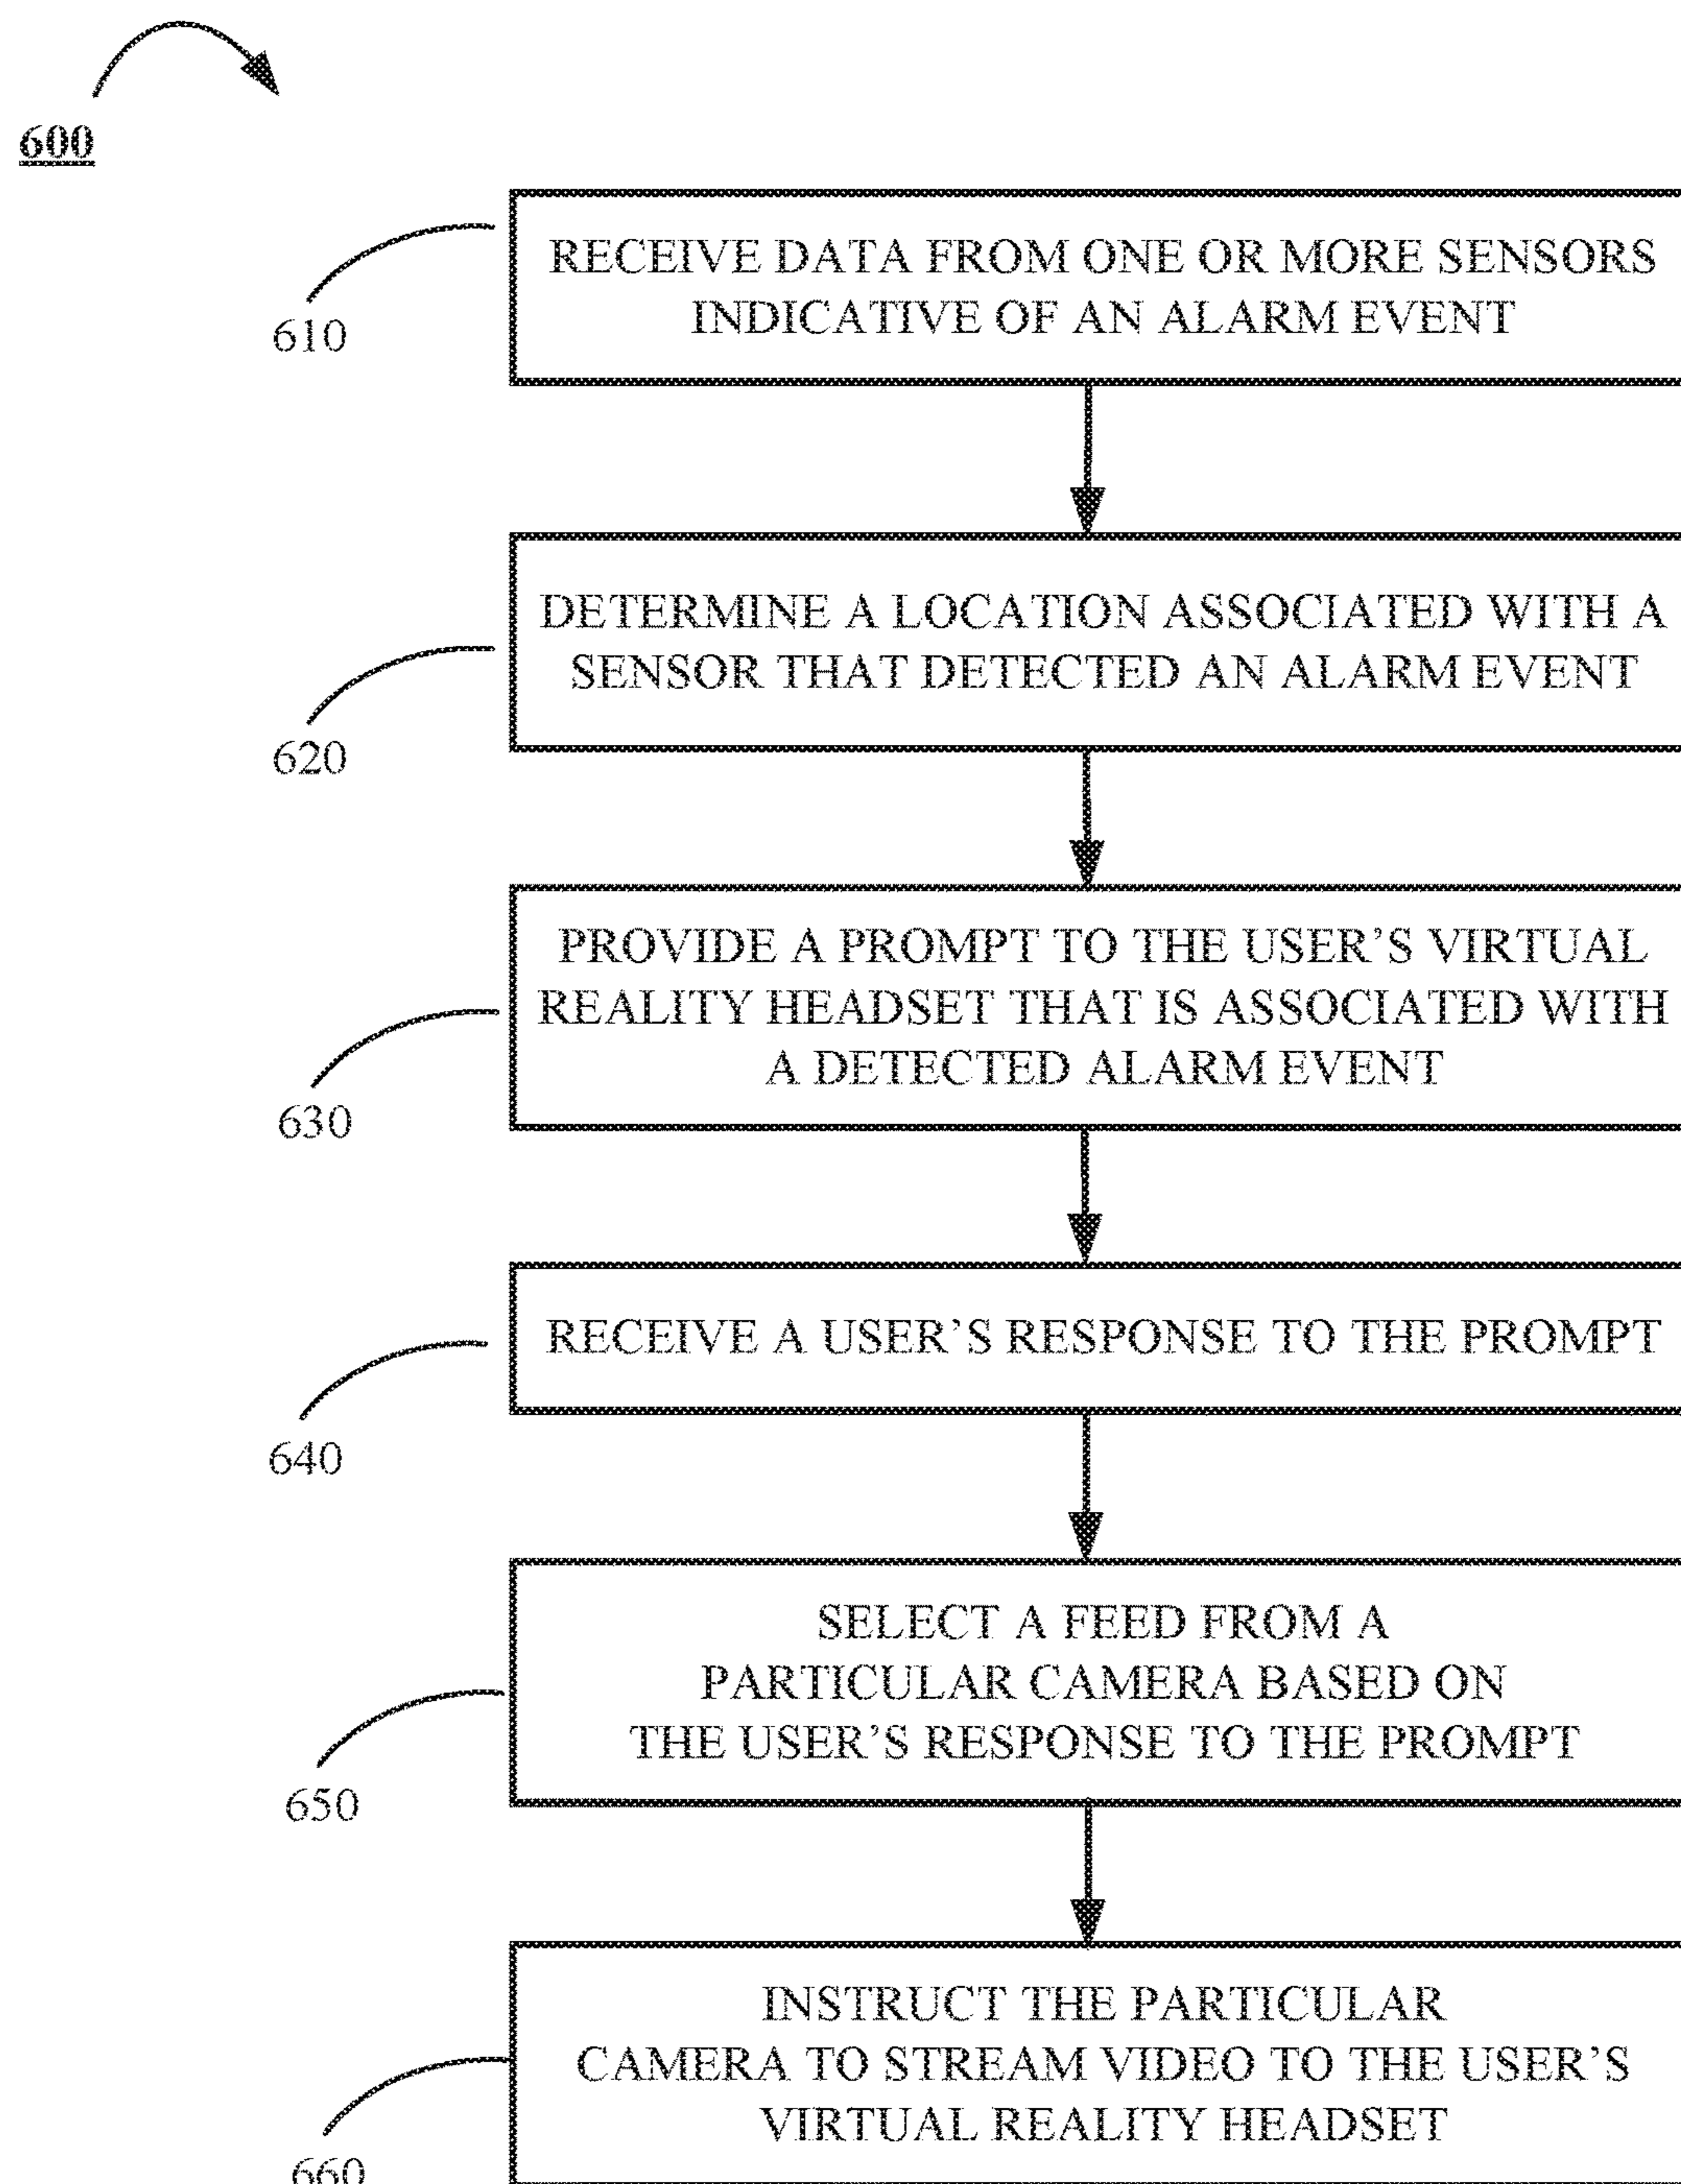 600
RECEIVE DATA FROM ONE OR MORE SENSORS
INDICATIVE OF AN ALARM EVENT
610
DETERMINE A LOCATION ASSOCIATED WITH A
SENSOR THAT DETECTED AN ALARM EVENT
620
PROVIDE A PROMPT TO THE USER’S VIRTUAL
REALITY HEADSET THAT IS ASSOCIATED WITH
A DETECTED ALARM EVENT
630
RECEIVE A USER’S RESPONSE TO THE PROMPT
640
SELECT A FEED FROM A
PARTICULAR CAMERA BASED ON
THE USER’S RESPONSE TO THE PROMPT
650
INSTRUCT THE PARTICULAR
CAMERA TO STREAM VIDEO TO THE USER’S
VIRTUAL REALITY HEADSET
660